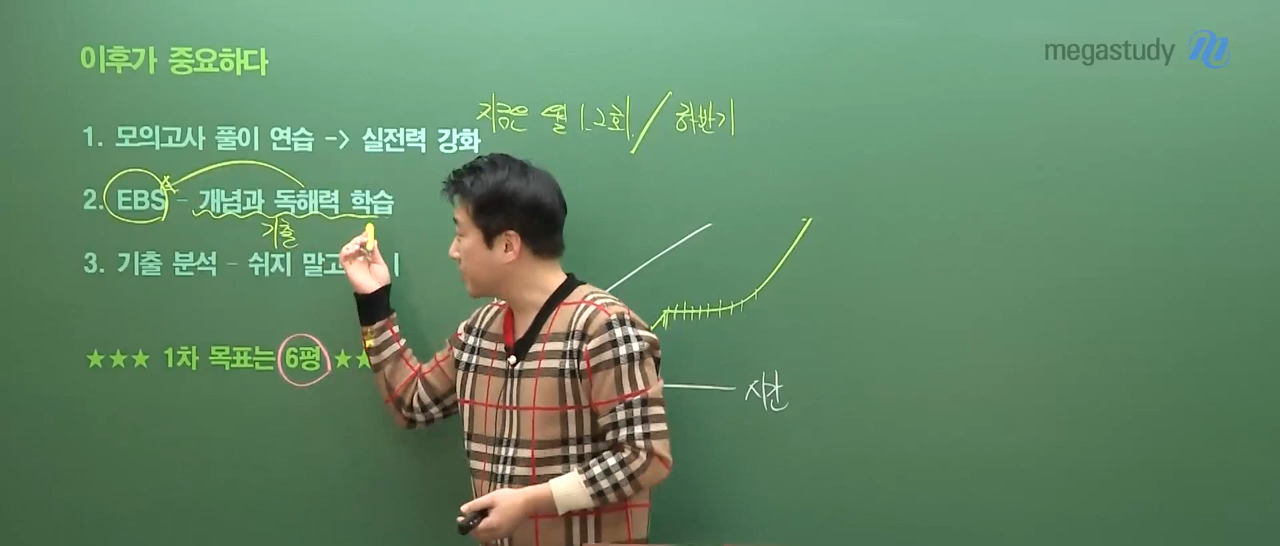 이후가 중요하다
megastudy
지금은 월 1.2회 / 하반기
1. 모의고사 풀이 연습 -> 실전력 강화
2. EBS - 개념과 독해력 학습
기출
3. 기출 분석 - 쉬지 말고
★★★ 1차 목표는 6평 ★★
시간